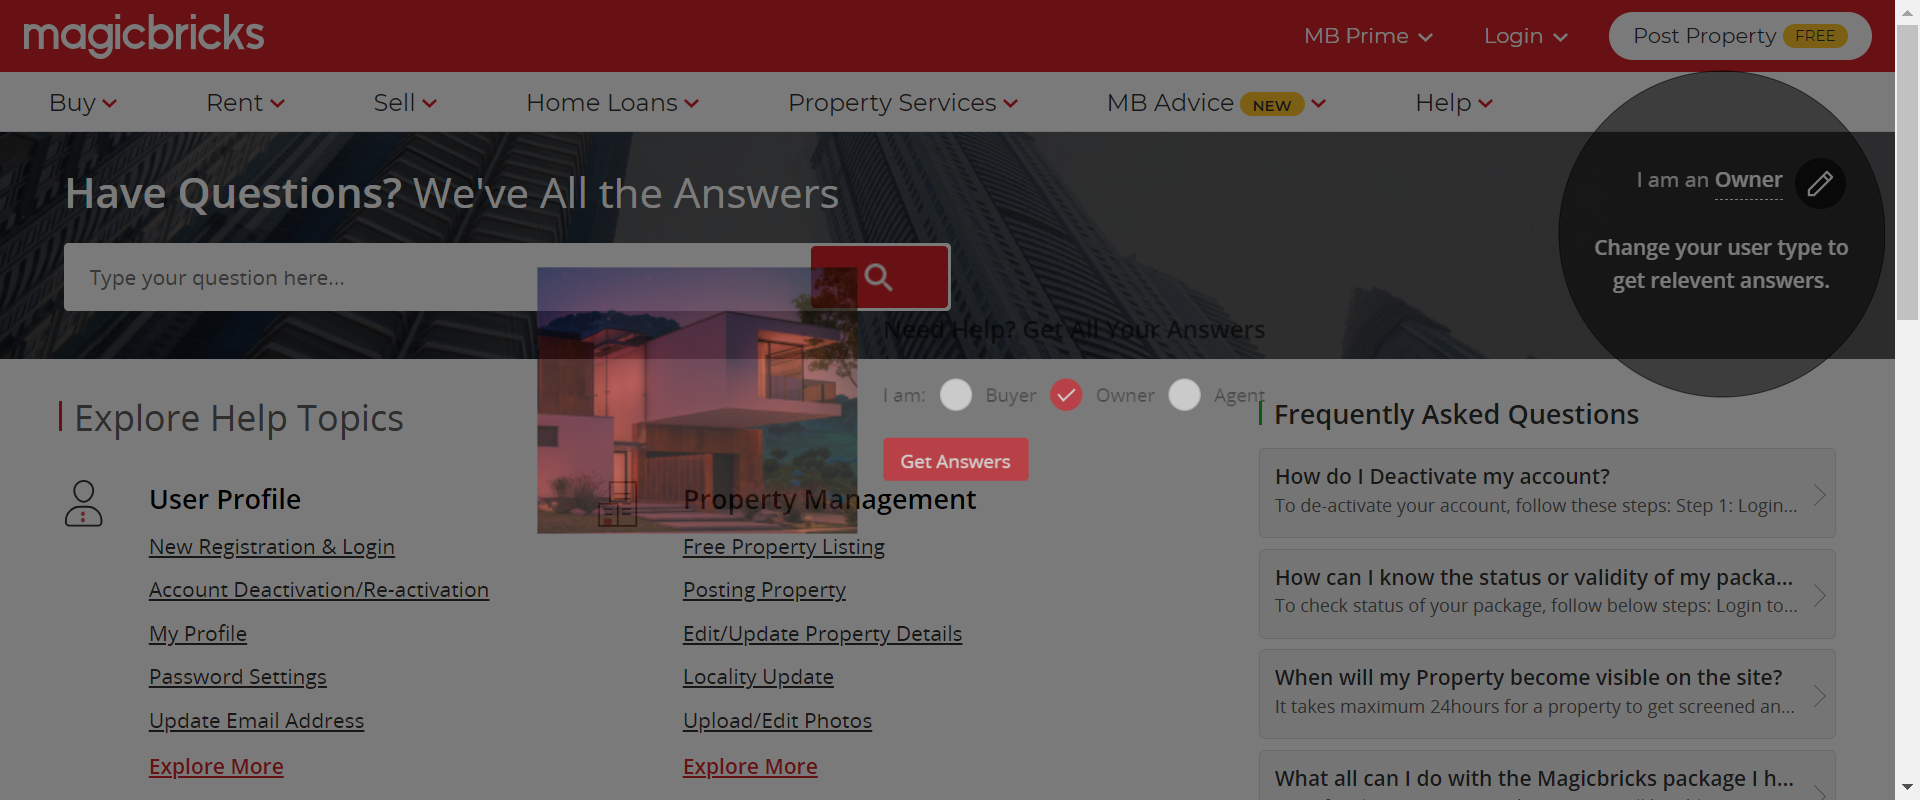 magicbricks
MB Prime
Login
Post Property FREE
Buy
Rent
Sell
Home Loans
Property Services
MB Advice NEW
Help
Have Questions? We've All the Answers
Type your question here...
I am an Owner
Change your user type to
get relevent answers.
Need Help? Get All Your Answers
I am: Buyer Owner Agent
Get Answers
Explore Help Topics
User Profile
New Registration & Login
Account Deactivation/Re-activation
My Profile
Password Settings
Update Email Address
Explore More
Property Management
Free Property Listing
Posting Property
Edit/Update Property Details
Locality Update
Upload/Edit Photos
Explore More
Frequently Asked Questions
How do I Deactivate my account?
To de-activate your account, follow these steps: Step 1: Login...
How can I know the status or validity of my packa...
To check status of your package, follow below steps: Login to...
When will my Property become visible on the site?
It takes maximum 24hours for a property to get screened an...
What all can I do with the Magicbricks package I h...